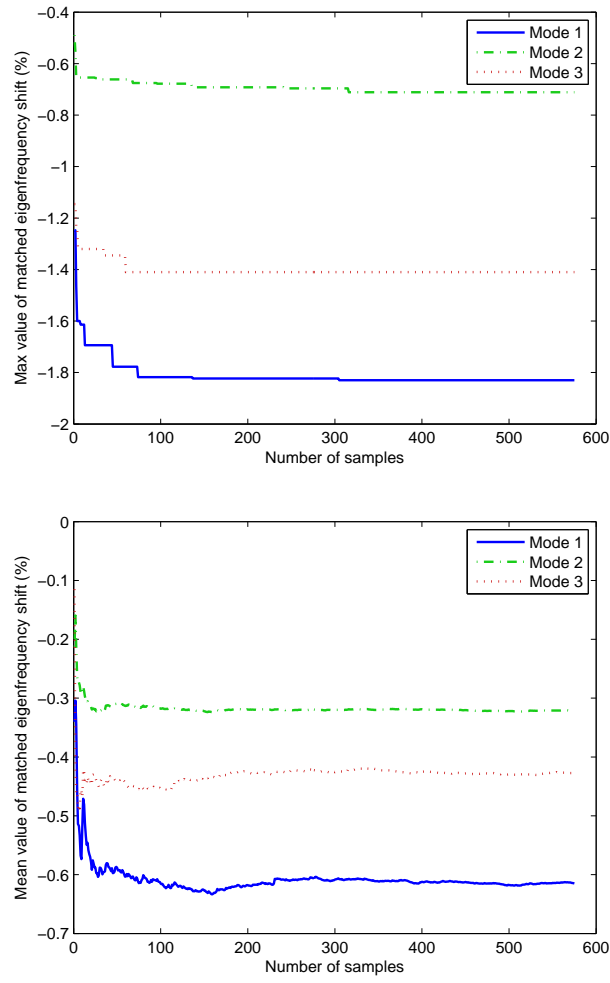 −0.4
−0.6
−0.8
−1
−1.2
−1.4
−1.6
−1.8
−2
Max value of matched eigenfrequency shift (%)
Mode 1
Mode 2
Mode 3
0 100 200 300 400 500 600
Number of samples
0
−0.1
−0.2
−0.3
−0.4
−0.5
−0.6
−0.7
Mean value of matched eigenfrequency shift (%)
Mode 1
Mode 2
Mode 3
0 100 200 300 400 500 600
Number of samples